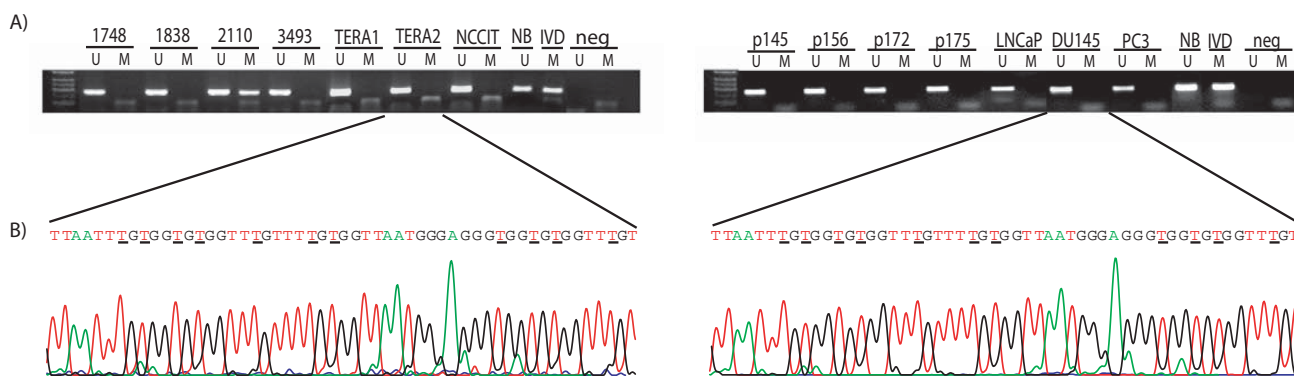 A)
1748 1838 2110 3493 TERA1 TERA2 NCCIT NB IVD neg
U M U M U M U M U M U M U M U M U M
p145 p156 p172 p175 LNCaP DU145 PC3 NB IVD neg
U M U M U M U M U M U M U M U M U M
B)
TTAATTTGTGGTGTGGTTTGTTTTGTGGTTAATGGGAGGGTGGTGTGGTTTGT
TTAATTTGTGGTGTGGTTTGTTTTGTGGTTAATGGGAGGGTGGTGTGGTTTGT